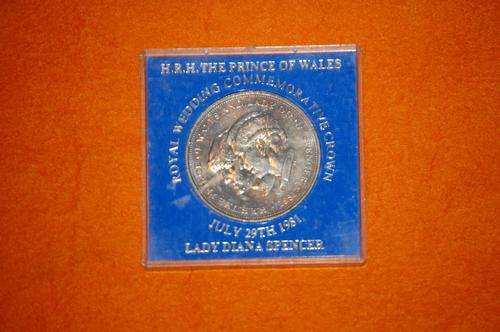 H.R.H. THE PRINCE OF WALES
ROYAL WEDDING COMMEMORATIVE CROWN
JULY 29TH 1981
LADY DIANA SPENCER